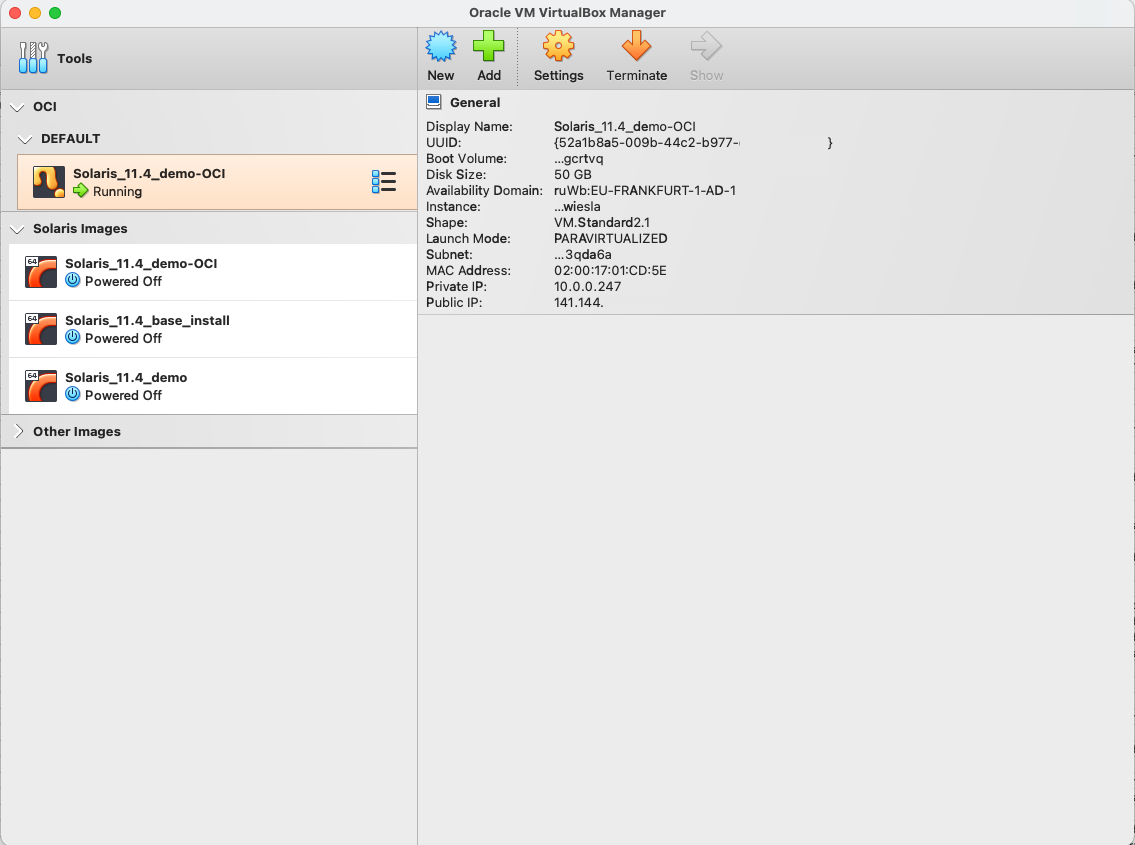 Oracle VM VirtualBox Manager
Tools
New Add Settings Terminate Show
OCI
DEFAULT
Solaris_11.4_demo-OCI
Running
Solaris Images
64
Solaris_11.4_demo-OCI
Powered Off
64
Solaris_11.4_base_install
Powered Off
64
Solaris_11.4_demo
Powered Off
Other Images
General
Display Name: Solaris_11.4_demo-OCI
UUID: {52a1b8a5-009b-44c2-b977- }
Boot Volume: ...gcrtvq
Disk Size: 50 GB
Availability Domain: ruWb:EU-FRANKFURT-1-AD-1
Instance: ...wiesla
Shape: VM.Standard2.1
Launch Mode: PARAVIRTUALIZED
Subnet: ...3qda6a
MAC Address: 02:00:17:01:CD:5E
Private IP: 10.0.0.247
Public IP: 141.144.